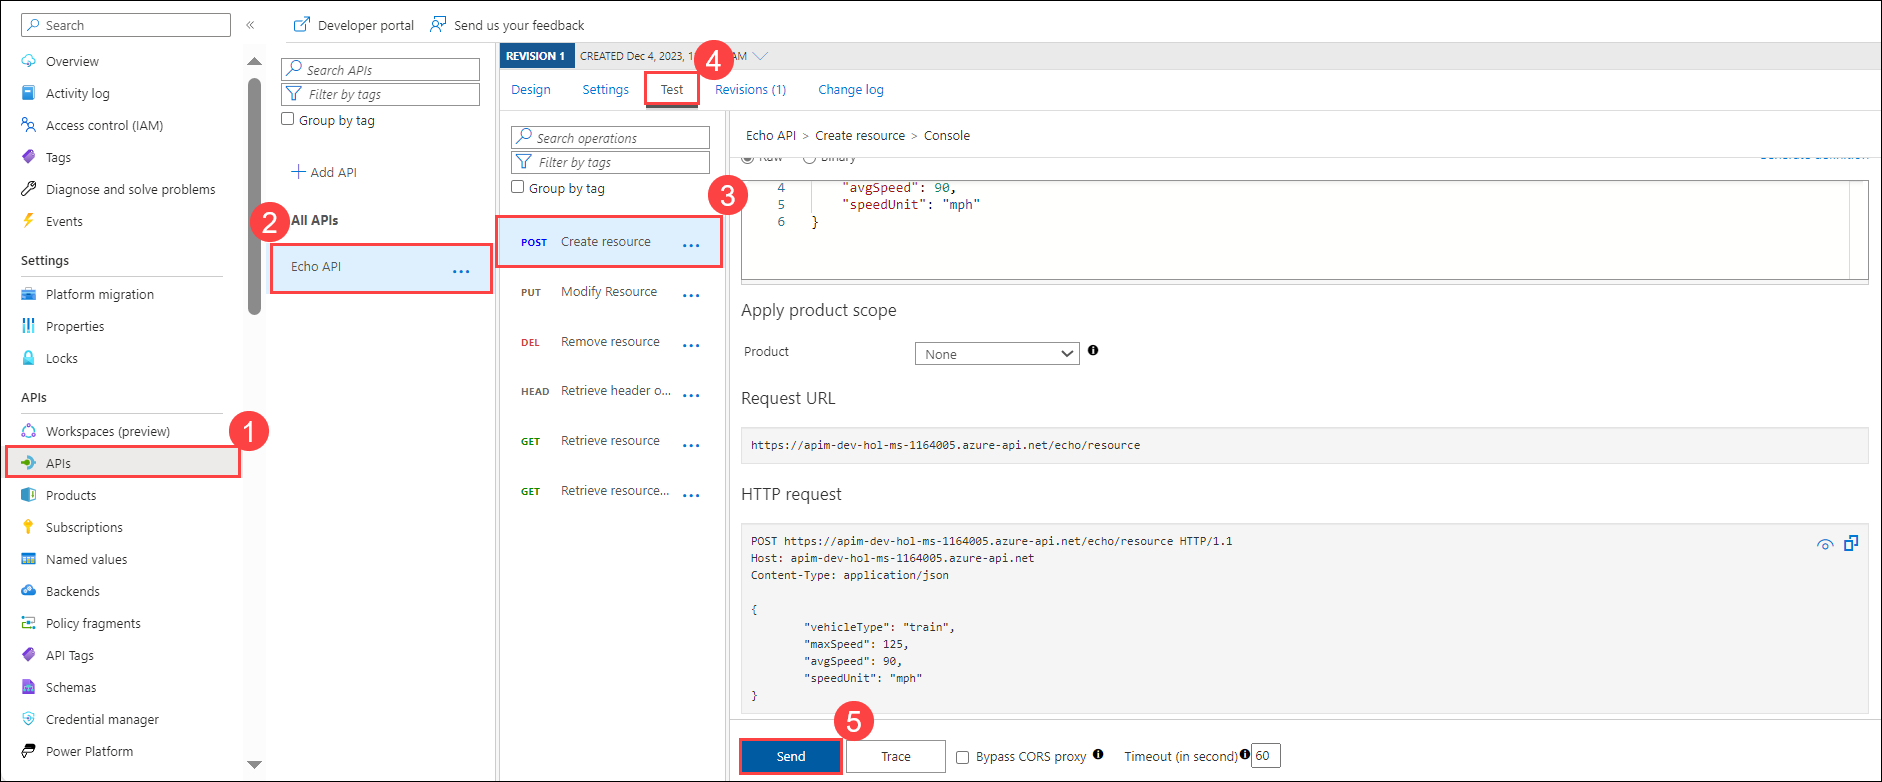 Search
«
Overview
Activity log
Access control (IAM)
Tags
Diagnose and solve problems
Events
Settings
Platform migration
Properties
Locks
APIs
Workspaces (preview)
1
APIs
Products
Subscriptions
Named values
Backends
Policy fragments
API Tags
Schemas
Credential manager
Power Platform
Developer portal
Send us your feedback
Search APIs
Filter by tags
Group by tag
Add API
2
All APIs
Echo API
...
REVISION 1
CREATED Dec 4, 2023, 1
AM
4
Design
Settings
Test
Revisions (1)
Change log
Search operations
Filter by tags
Group by tag
3
POST Create resource ...
PUT Modify Resource ...
DEL Remove resource ...
HEAD Retrieve header o... ...
GET Retrieve resource ...
GET Retrieve resource... ...
Echo API > Create resource > Console
Raw
Binary
Generate definition
4 "avgSpeed": 90,
5 "speedUnit": "mph"
6 }
Apply product scope
Product
None
Request URL
https://apim-dev-hol-ms-1164005.azure-api.net/echo/resource
HTTP request
POST https://apim-dev-hol-ms-1164005.azure-api.net/echo/resource HTTP/1.1
Host: apim-dev-hol-ms-1164005.azure-api.net
Content-Type: application/json
{
"vehicleType": "train",
"maxSpeed": 125,
"avgSpeed": 90,
"speedUnit": "mph"
}
5
Send
Trace
Bypass CORS proxy
Timeout (in second)
60